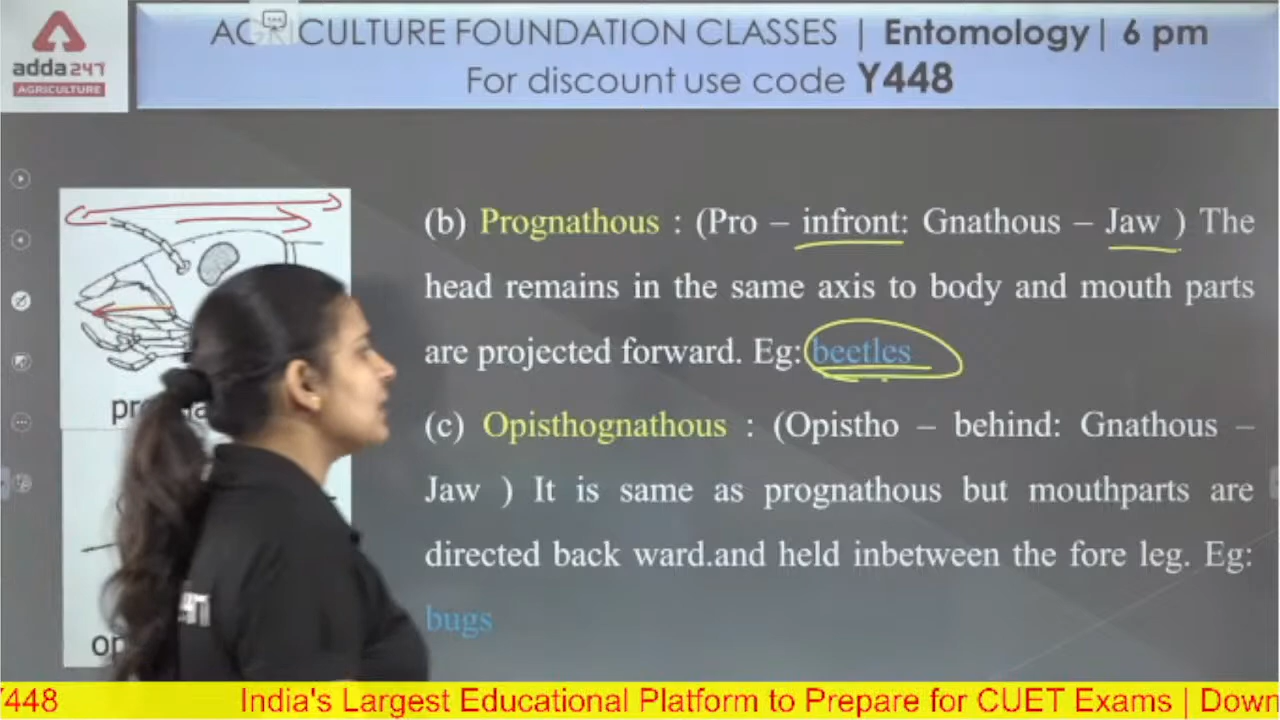 AGRICULTURE FOUNDATION CLASSES | Entomology| 6 pm
For discount use code Y448
adda247
AGRICULTURE
(b) Prognathous : (Pro – infront: Gnathous – Jaw ) The
head remains in the same axis to body and mouth parts
are projected forward. Eg: beetles
(c) Opisthognathous : (Opistho – behind: Gnathous –
Jaw ) It is same as prognathous but mouthparts are
directed back ward.and held inbetween the fore leg. Eg:
bugs
Y448 India's Largest Educational Platform to Prepare for CUET Exams | Down